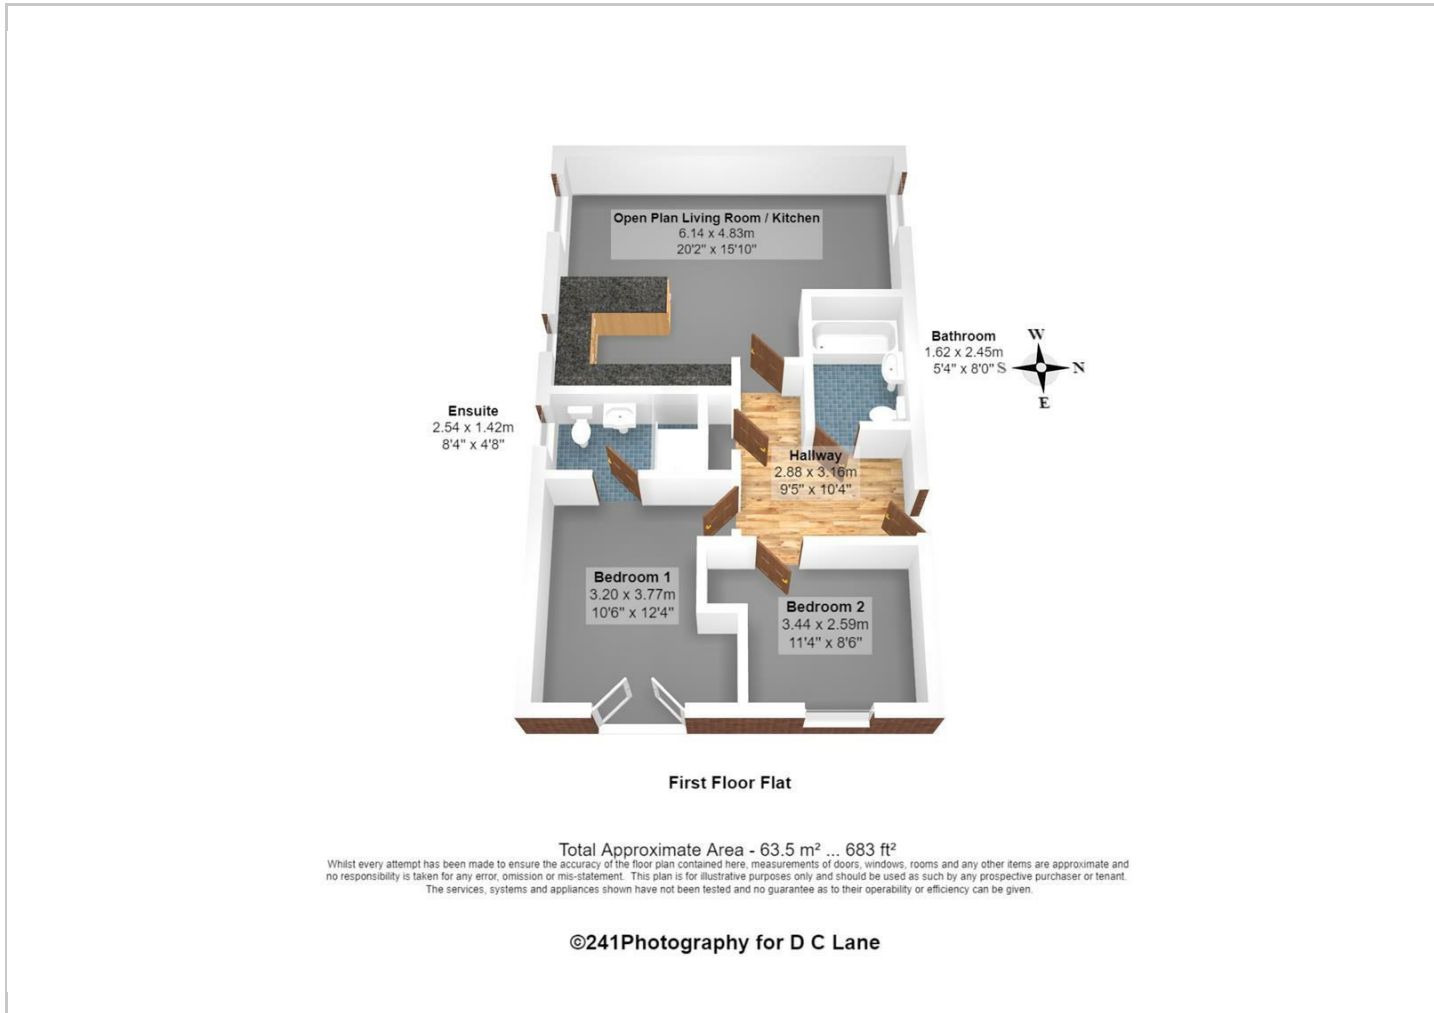 Open Plan Living Room / Kitchen
6.14 x 4.83m
20'2" x 15'10"
Bathroom
1.62 x 2.45m
5'4" x 8'0"
W
S
N
E
Ensuite
2.54 x 1.42m
8'4" x 4'8"
Hallway
2.88 x 3.16m
9'5" x 10'4"
Bedroom 1
3.20 x 3.77m
10'6" x 12'4"
Bedroom 2
3.44 x 2.59m
11'4" x 8'6"
First Floor Flat
Total Approximate Area - 63.5 m² ... 683 ft²
Whilst every attempt has been made to ensure the accuracy of the floor plan contained here, measurements of doors, windows, rooms and any other items are approximate and
no responsibility is taken for any error, omission or mis-statement. This plan is for illustrative purposes only and should be used as such by any prospective purchaser or tenant.
The services, systems and appliances shown have not been tested and no guarantee as to their operability or efficiency can be given.
©241Photography for D C Lane